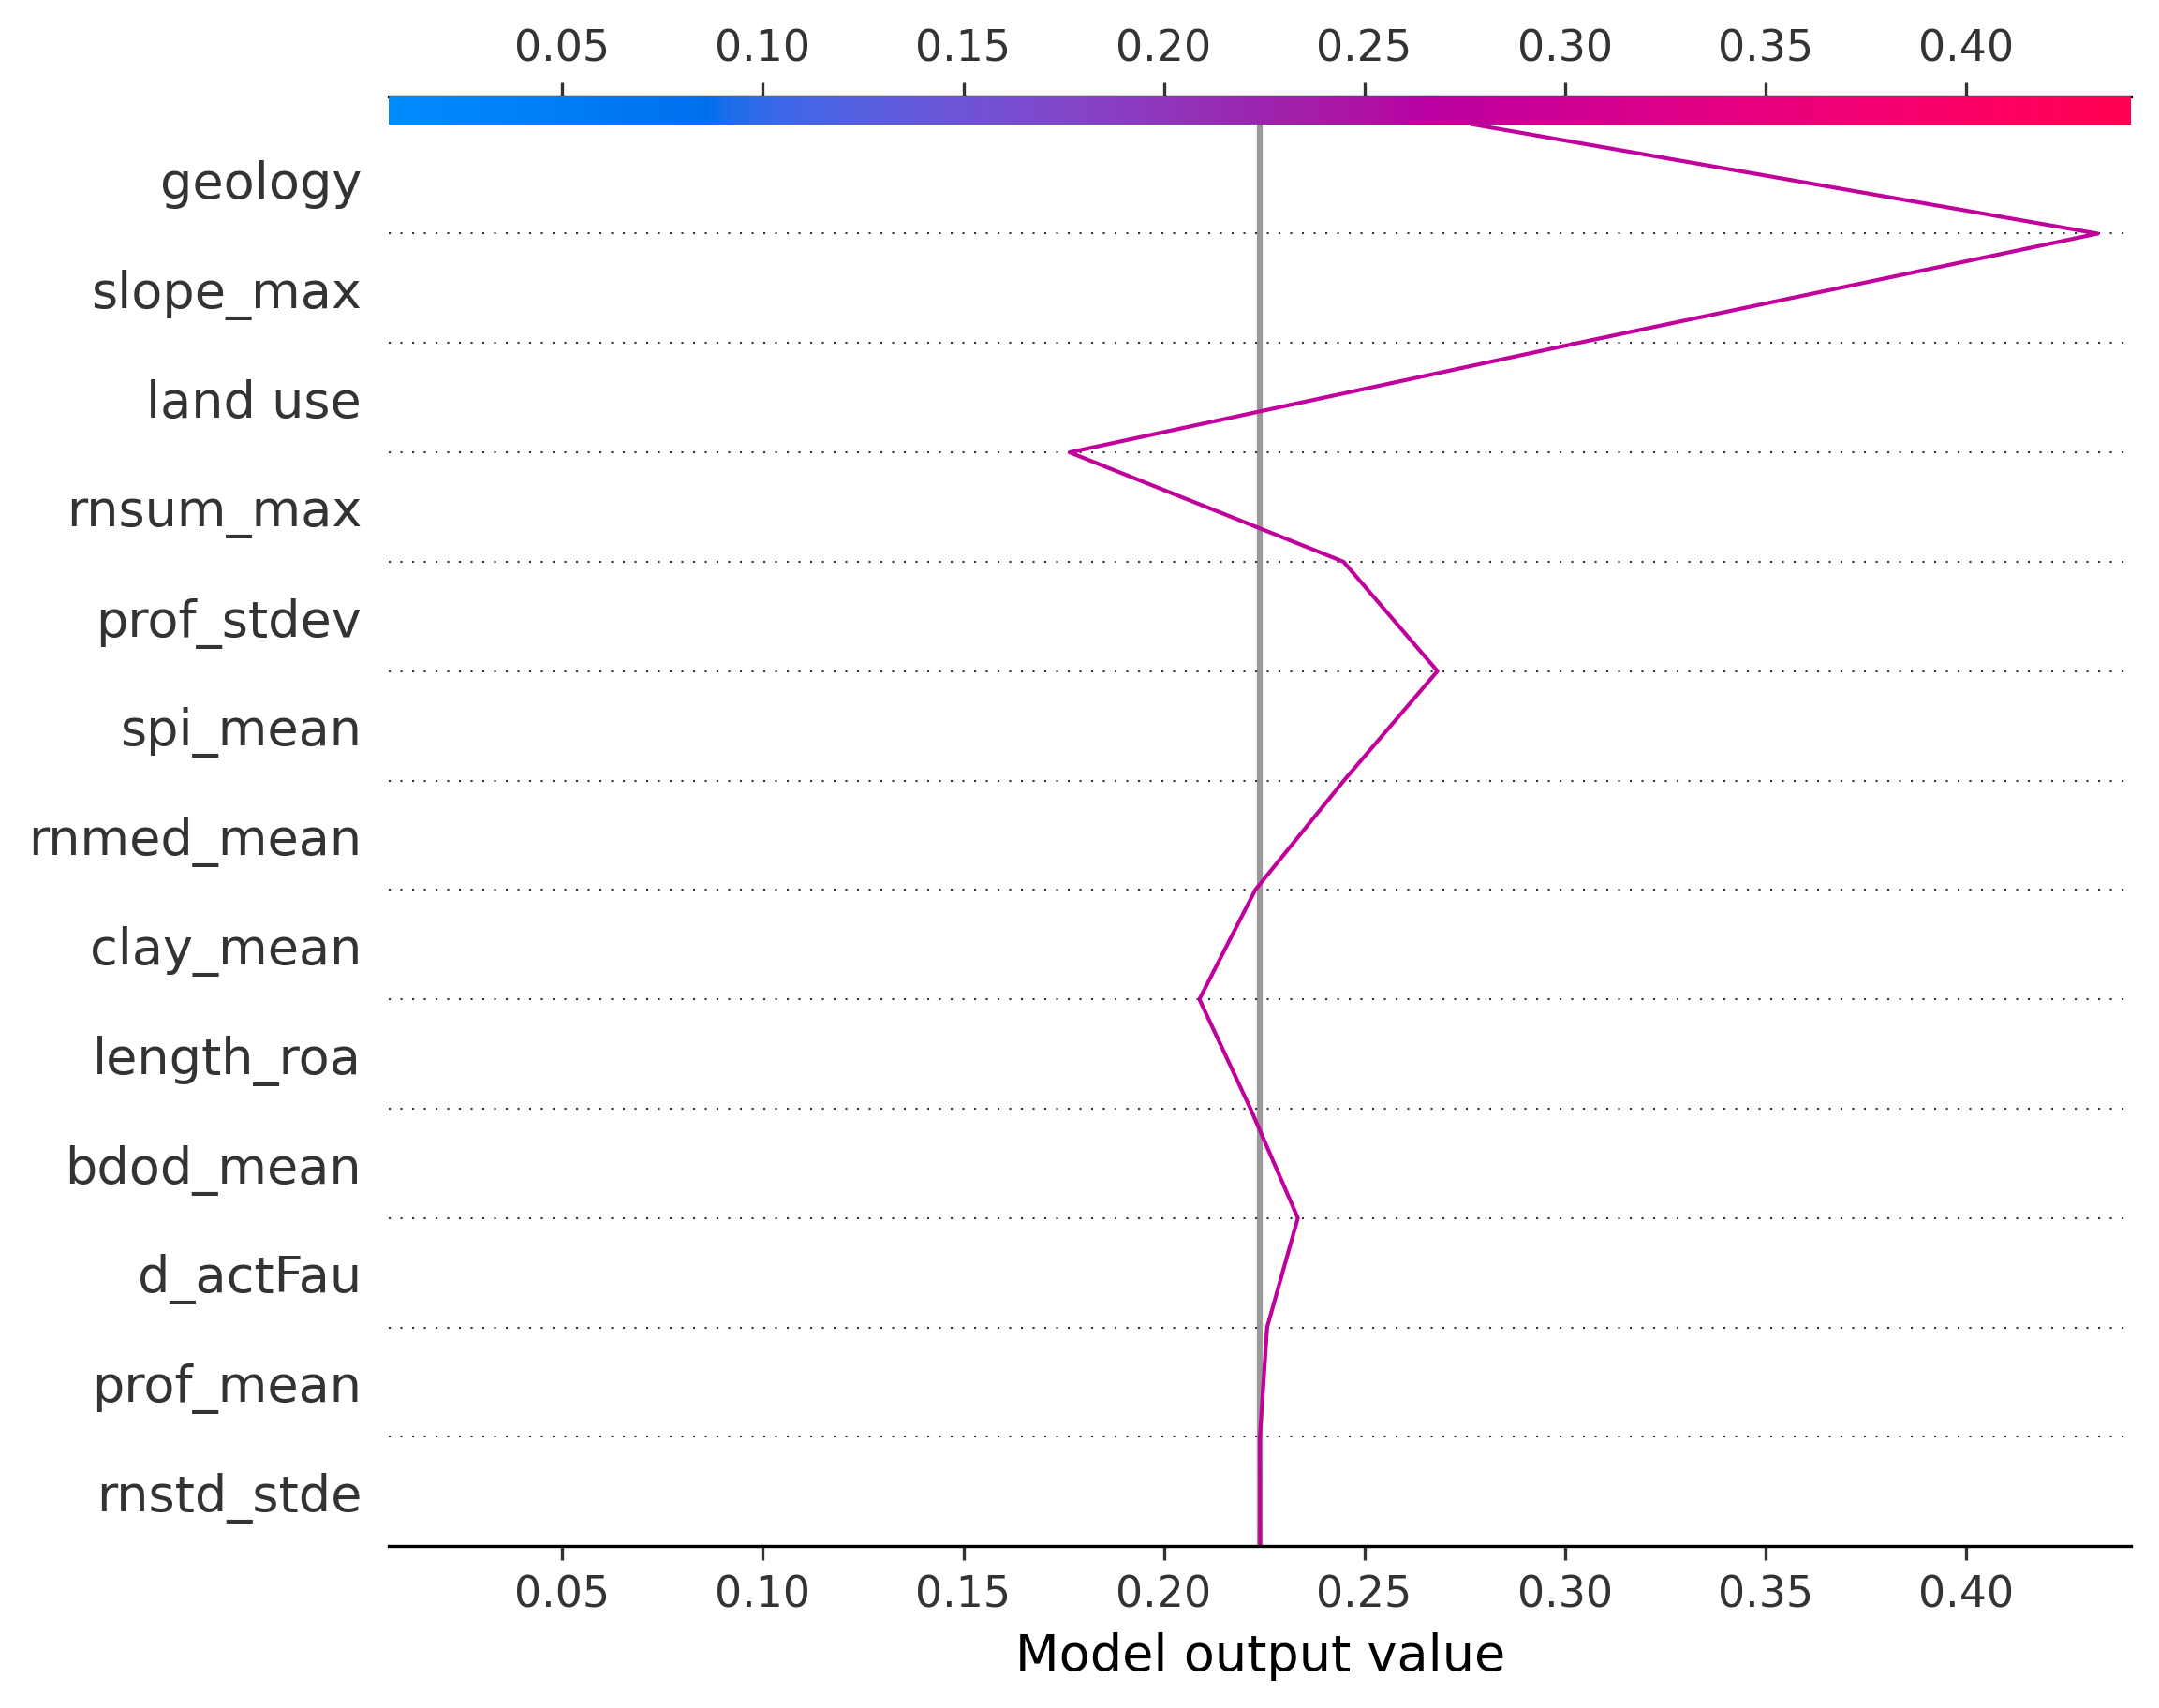 0.05 0.10 0.15 0.20 0.25 0.30 0.35 0.40
geology
slope_max
land use
rnsum_max
prof_stdev
spi_mean
rnmed_mean
clay_mean
length_roa
bdod_mean
d_actFau
prof_mean
rnstd_stde
0.05 0.10 0.15 0.20 0.25 0.30 0.35 0.40
Model output value